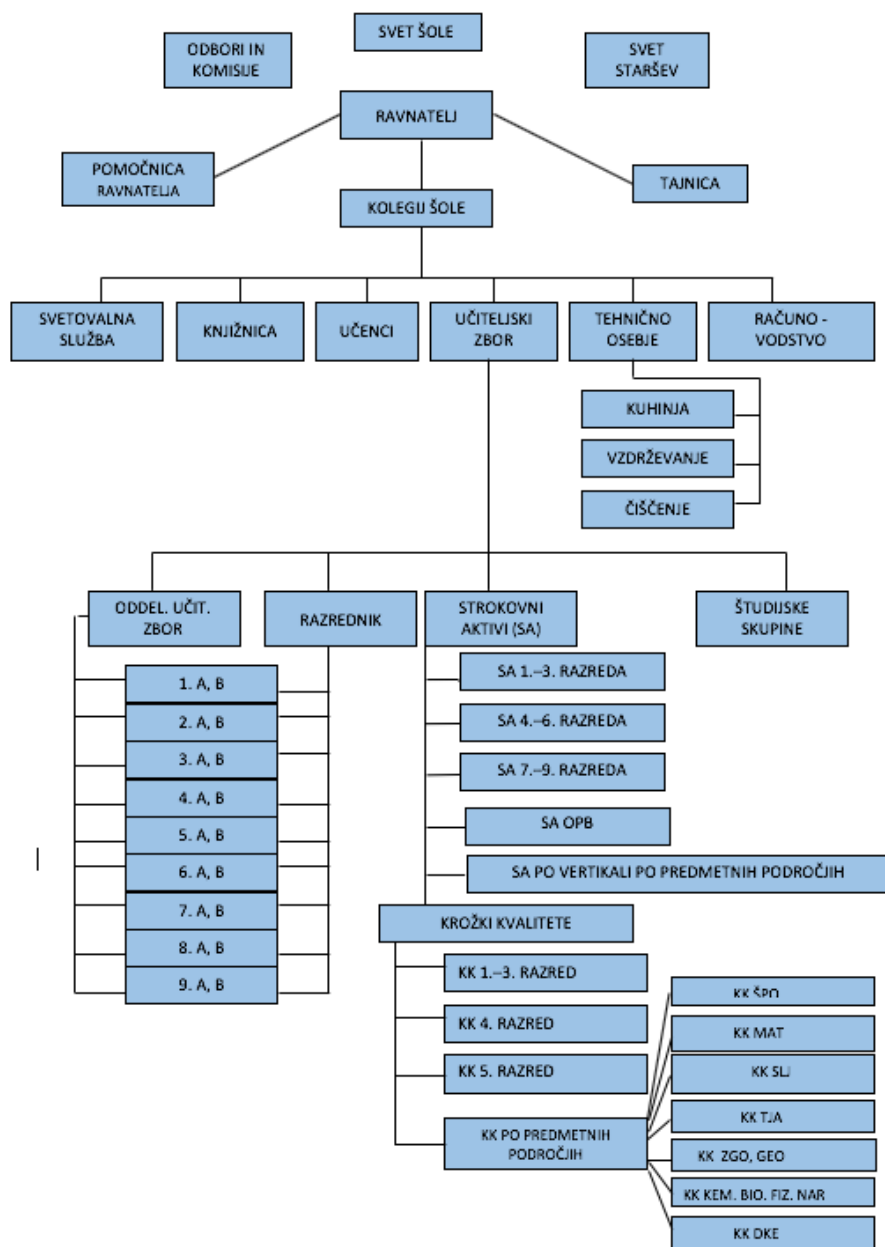 SVET ŠOLE
ODBORI IN
KOMISIJE
SVET
STARŠEV
RAVNATELJ
POMOČNICA
RAVNATELJA
TAJNICA
KOLEGIJ ŠOLE
SVETOVALNA
SLUŽBA
KNJIŽNICA
UČENCI
UČITELJSKI
ZBOR
TEHNIČNO
OSEBJE
RAČUNO -
VODSTVO
KUHINJA
VZDRŽEVANJE
ČIŠČENJE
ODDEL. UČIT.
ZBOR
RAZREDNIK
STROKOVNI
AKTIVI (SA)
ŠTUDIJSKE
SKUPINE
1. A, B
2. A, B
3. A, B
4. A, B
5. A, B
6. A, B
7. A, B
8. A, B
9. A, B
SA 1.–3. RAZREDA
SA 4.–6. RAZREDA
SA 7.–9. RAZREDA
SA OPB
SA PO VERTIKALI PO PREDMETNIH PODROČJIH
KROŽKI KVALITETE
KK 1.–3. RAZRED
KK 4. RAZRED
KK 5. RAZRED
KK PO PREDMETNIH
PODROČJIH
KK ŠPO
KK MAT
KK SLJ
KK TJA
KK ZGO, GEO
KK KEM. BIO. FIZ. NAR
KK DKE